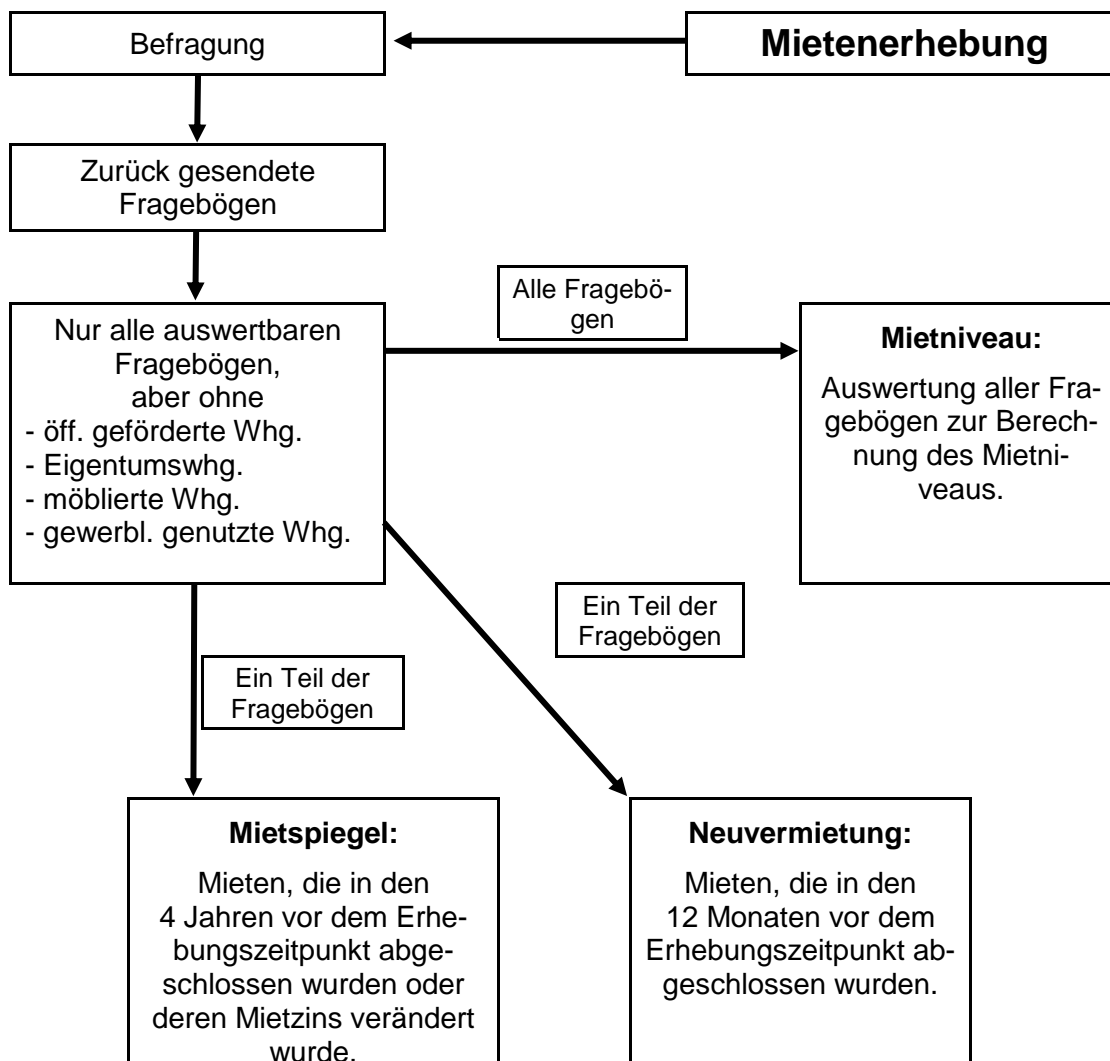 Befragung
Mietenerhebung
Zurück gesendete
Fragebögen
Alle Fragebö-
gen
Nur alle auswertbaren
Fragebögen,
aber ohne
- öff. geförderte Whg.
- Eigentumswhg.
- möblierte Whg.
- gewerbl. genutzte Whg.
Mietniveau:
Auswertung aller Fra-
gebögen zur Berech-
nung des Mietni-
veaus.
Ein Teil der
Fragebögen
Ein Teil der
Fragebögen
Mietspiegel:
Mieten, die in den
4 Jahren vor dem Erhe-
bungszeitpunkt abge-
schlossen wurden oder
deren Mietzins verändert
wurde.
Neuvermietung:
Mieten, die in den
12 Monaten vor dem
Erhebungszeitpunkt ab-
geschlossen wurden.